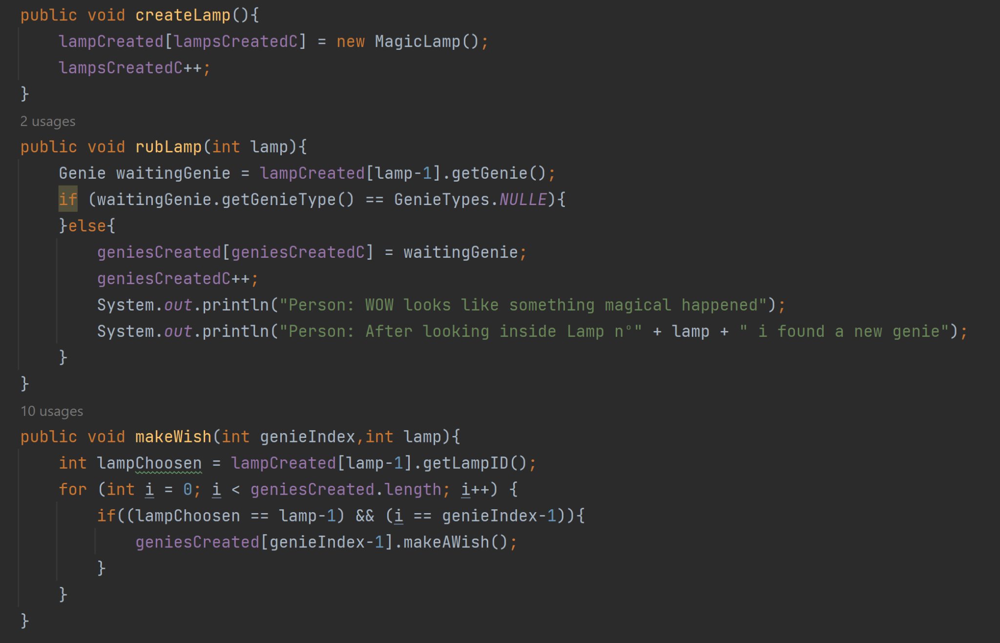 public void createLamp(){
lampCreated[lampsCreatedC] = new MagicLamp();
lampsCreatedC++;
}
2 usages
public void rubLamp(int lamp){
Genie waitingGenie = lampCreated[lamp-1].getGenie();
if (waitingGenie.getGenieType() == GenieTypes.NULLE){
}else{
geniesCreated[geniesCreatedC] = waitingGenie;
geniesCreatedC++;
System.out.println("Person: WOW looks like something magical happened");
System.out.println("Person: After looking inside Lamp nº" + lamp + " i found a new genie");
}
}
10 usages
public void makeWish(int genieIndex,int lamp){
int lampChoosen = lampCreated[lamp-1].getLampID();
for (int i = 0; i < geniesCreated.length; i++) {
if((lampChoosen == lamp-1) && (i == genieIndex-1)){
geniesCreated[genieIndex-1].makeAWish();
}
}
}